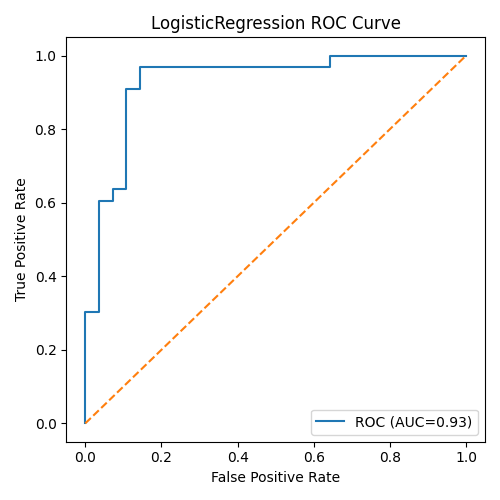 LogisticRegression ROC Curve
1.0
0.8
0.6
0.4
0.2
0.0
True Positive Rate
ROC (AUC=0.93)
0.0 0.2 0.4 0.6 0.8 1.0
False Positive Rate